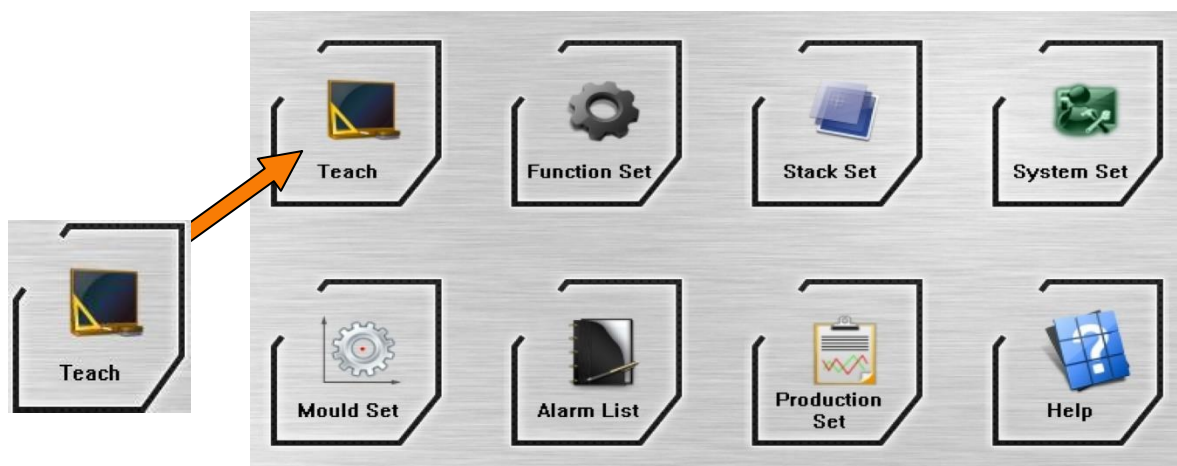 Teach
Function Set
Stack Set
System Set
Teach
Mould Set
Alarm List
Production
Set
Help